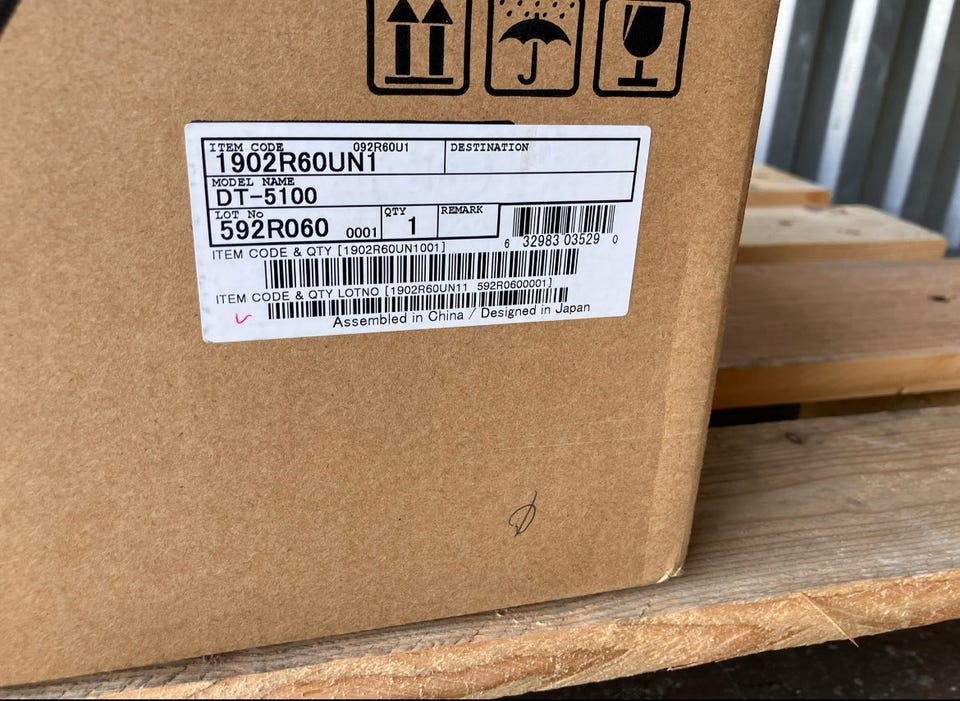 ITEM CODE 092R60U1 DESTINATION
1902R60UN1
MODEL NAME
DT-5100
LOT No QTY REMARK
592R060 0001 1
6 32983 03529 0
ITEM CODE & QTY [1902R60UN1001]
ITEM CODE & QTY LOTNO [1902R60UN11 592R0600001]
Assembled in China / Designed in Japan